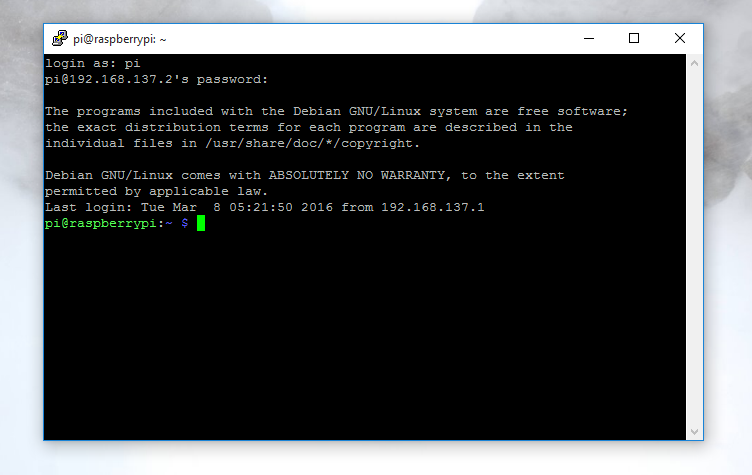 pi@raspberrypi: ~
login as: pi
pi@192.168.137.2's password:
The programs included with the Debian GNU/Linux system are free software;
the exact distribution terms for each program are described in the
individual files in /usr/share/doc/*/copyright.
Debian GNU/Linux comes with ABSOLUTELY NO WARRANTY, to the extent
permitted by applicable law.
Last login: Tue Mar  8 05:21:50 2016 from 192.168.137.1
pi@raspberrypi:~ $